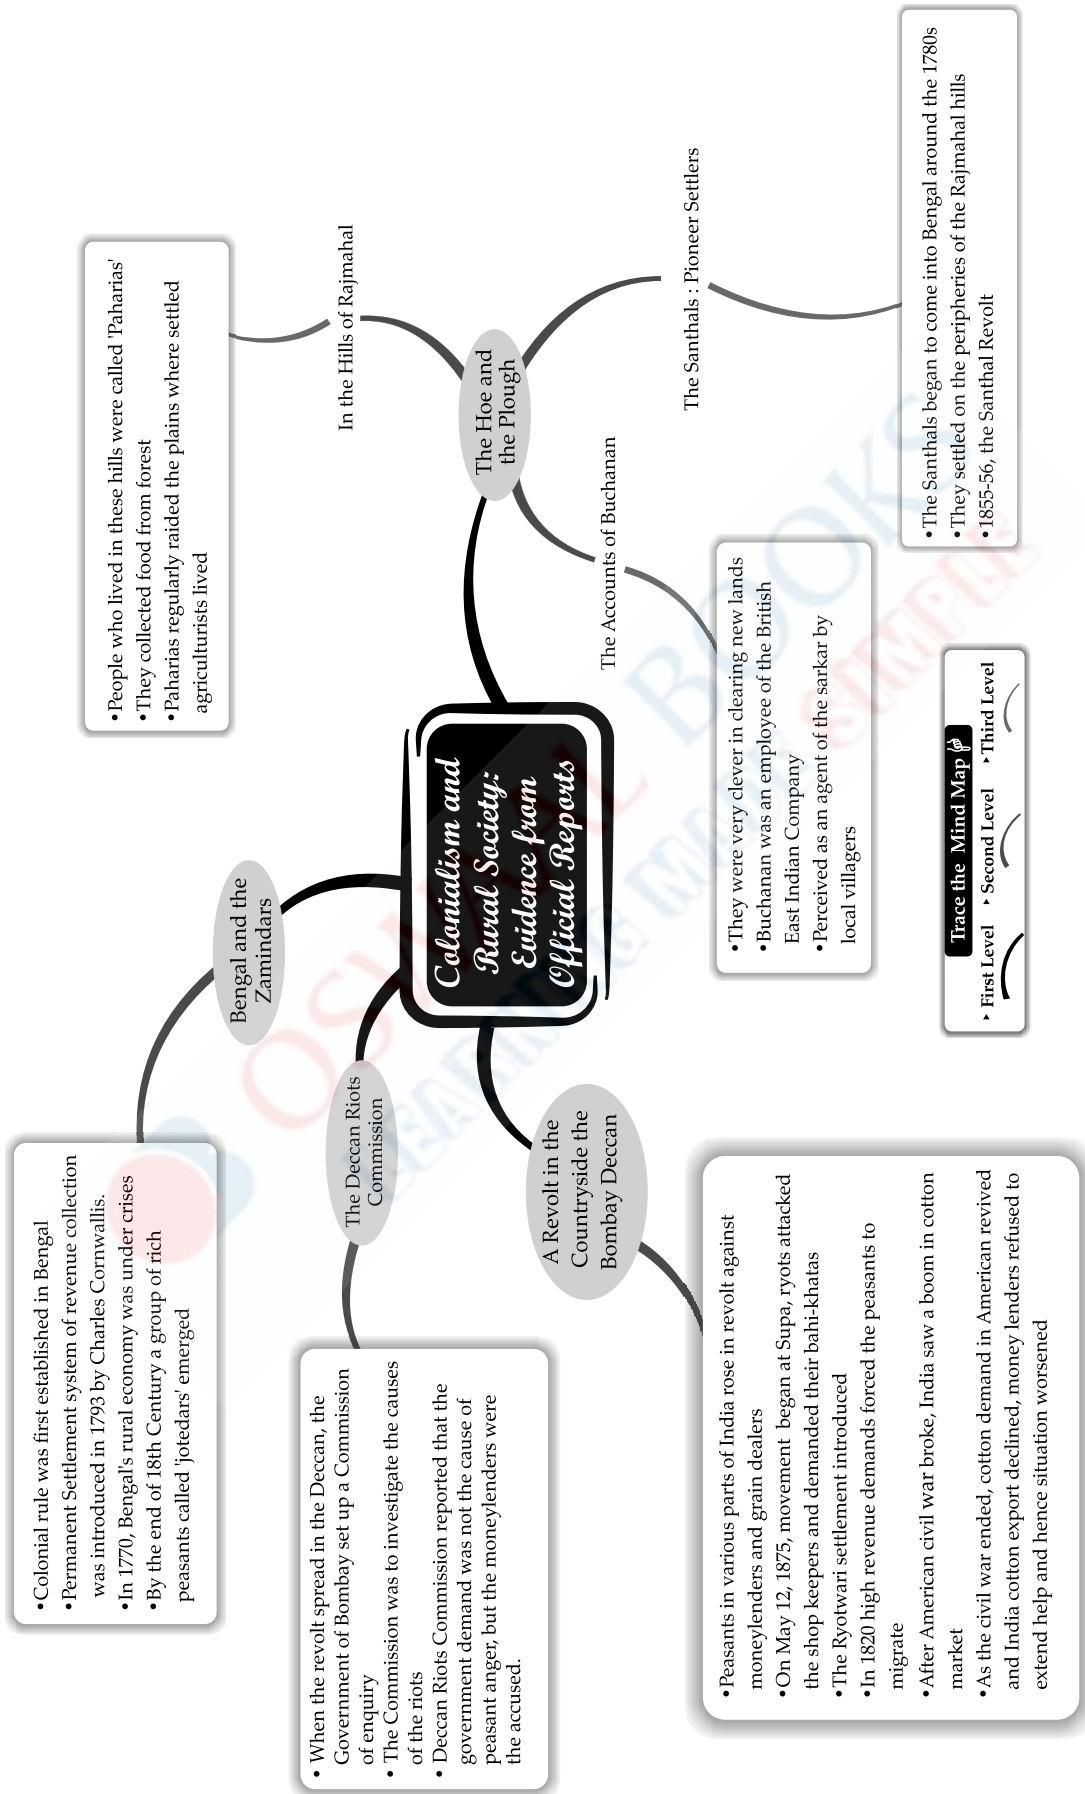 Colonialism and
Rural Society:
Evidence from
Official Reports
Bengal and the
Zamindars
•Colonial rule was first established in Bengal
•Permanent Settlement system of revenue collection
was introduced in 1793 by Charles Cornwallis.
•In 1770, Bengal's rural economy was under crises
•By the end of 18th Century a group of rich
peasants called 'jotedars' emerged
The Deccan Riots
Commission
• When the revolt spread in the Deccan, the
Government of Bombay set up a Commission
of enquiry
• The Commission was to investigate the causes
of the riots
• Deccan Riots Commission reported that the
government demand was not the cause of
peasant anger, but the moneylenders were
the accused.
A Revolt in the
Countryside the
Bombay Deccan
•Peasants in various parts of India rose in revolt against
moneylenders and grain dealers
•On May 12, 1875, movement began at Supa, ryots attacked
the shop keepers and demanded their bahi-khatas
•The Ryotwari settlement introduced
•In 1820 high revenue demands forced the peasants to
migrate
•After American civil war broke, India saw a boom in cotton
market
•As the civil war ended, cotton demand in American revived
and India cotton export declined, money lenders refused to
extend help and hence situation worsened
The Hoe and
the Plough
In the Hills of Rajmahal
•People who lived in these hills were called 'Paharias'
•They collected food from forest
•Paharias regularly raided the plains where settled
agriculturists lived
The Accounts of Buchanan
•They were very clever in clearing new lands
•Buchanan was an employee of the British
East Indian Company
•Perceived as an agent of the sarkar by
local villagers
The Santhals : Pioneer Settlers
•The Santhals began to come into Bengal around the 1780s
•They settled on the peripheries of the Rajmahal hills
•1855-56, the Santhal Revolt
Trace the Mind Map
▸ First Level ▸ Second Level ▸Third Level
OSWAAL BOOKS
LEARNING MADE SIMPLE